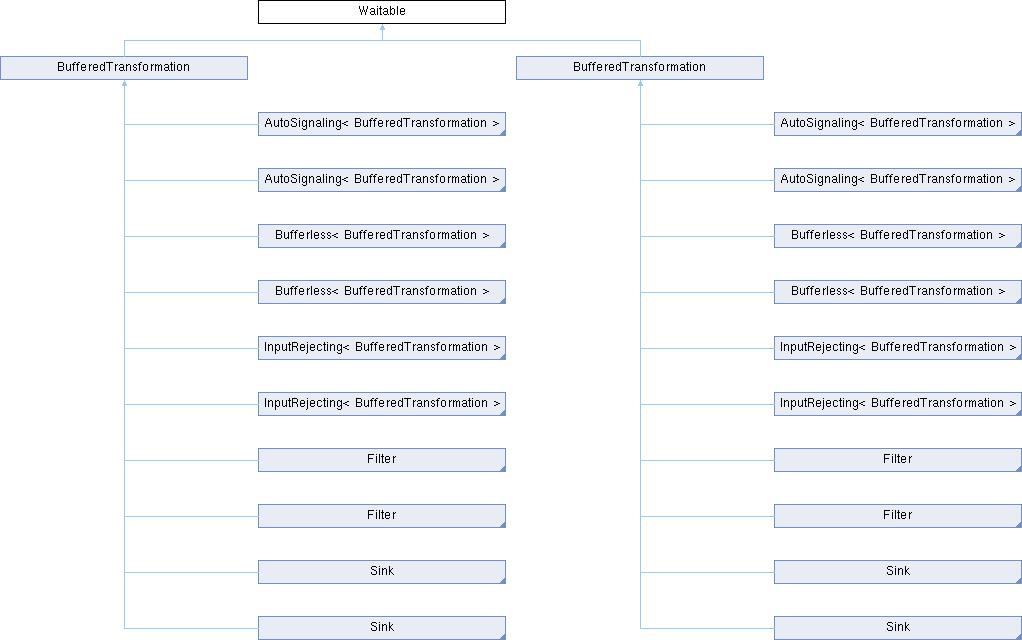 Waitable
BufferedTransformation
BufferedTransformation
AutoSignaling< BufferedTransformation >
AutoSignaling< BufferedTransformation >
AutoSignaling< BufferedTransformation >
AutoSignaling< BufferedTransformation >
Bufferless< BufferedTransformation >
Bufferless< BufferedTransformation >
Bufferless< BufferedTransformation >
Bufferless< BufferedTransformation >
InputRejecting< BufferedTransformation >
InputRejecting< BufferedTransformation >
InputRejecting< BufferedTransformation >
InputRejecting< BufferedTransformation >
Filter
Filter
Filter
Filter
Sink
Sink
Sink
Sink